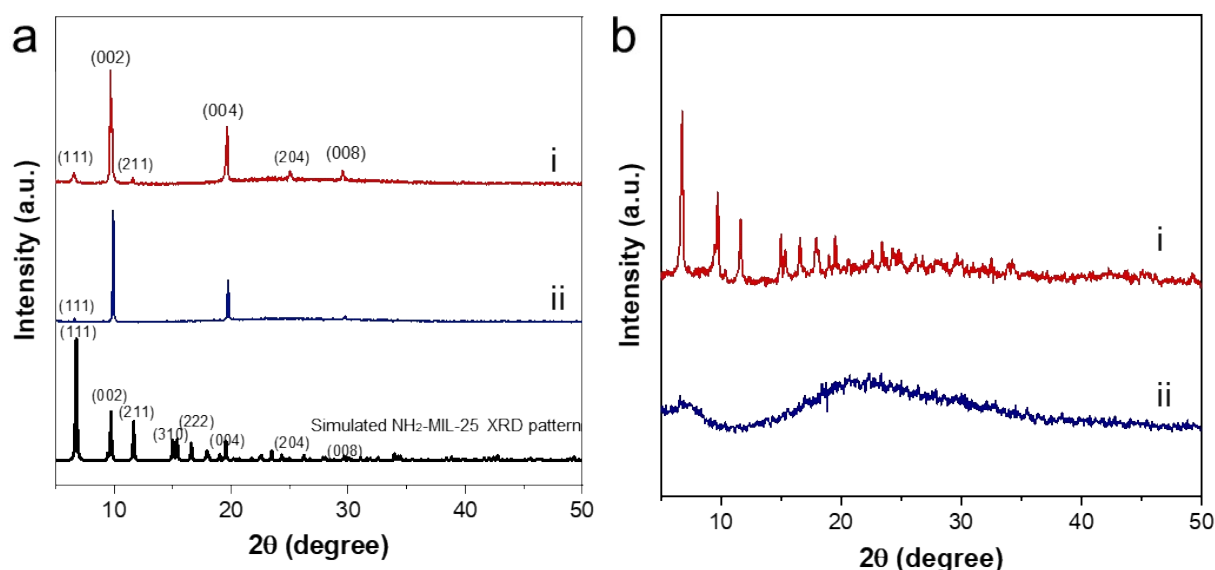 a
(002)
(004)
(111)
(211)
(204)
(008)
i
(111)
ii
(111)
(002)
(211)
(222)
(310)
(004)
(204)
(008)
Simulated NH₂-MIL-25 XRD pattern
Intensity (a.u.)
10
20
30
40
50
2θ (degree)
b
i
ii
Intensity (a.u.)
10
20
30
40
50
2θ (degree)